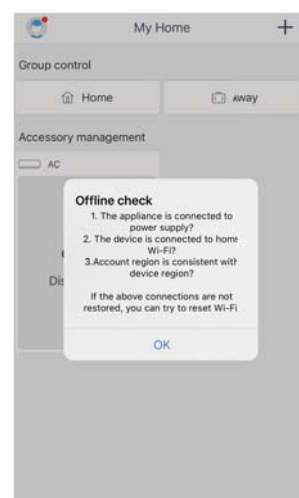 My Home
Group control
Home
Away
Accessory management
AC
Offline check
1. The appliance is connected to
power supply?
2. The device is connected to home
Wi-Fi?
3.Account region is consistent with
device region?
If the above connections are not
restored, you can try to reset Wi-Fi
OK